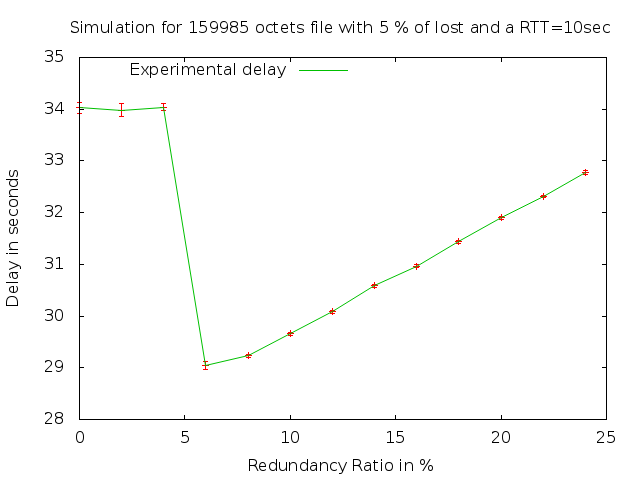 Simulation for 159985 octets file with 5 % of lost and a RTT=10sec
35
Experimental delay
34
33
32
31
30
29
28
Delay in seconds
0 5 10 15 20 25
Redundancy Ratio in %